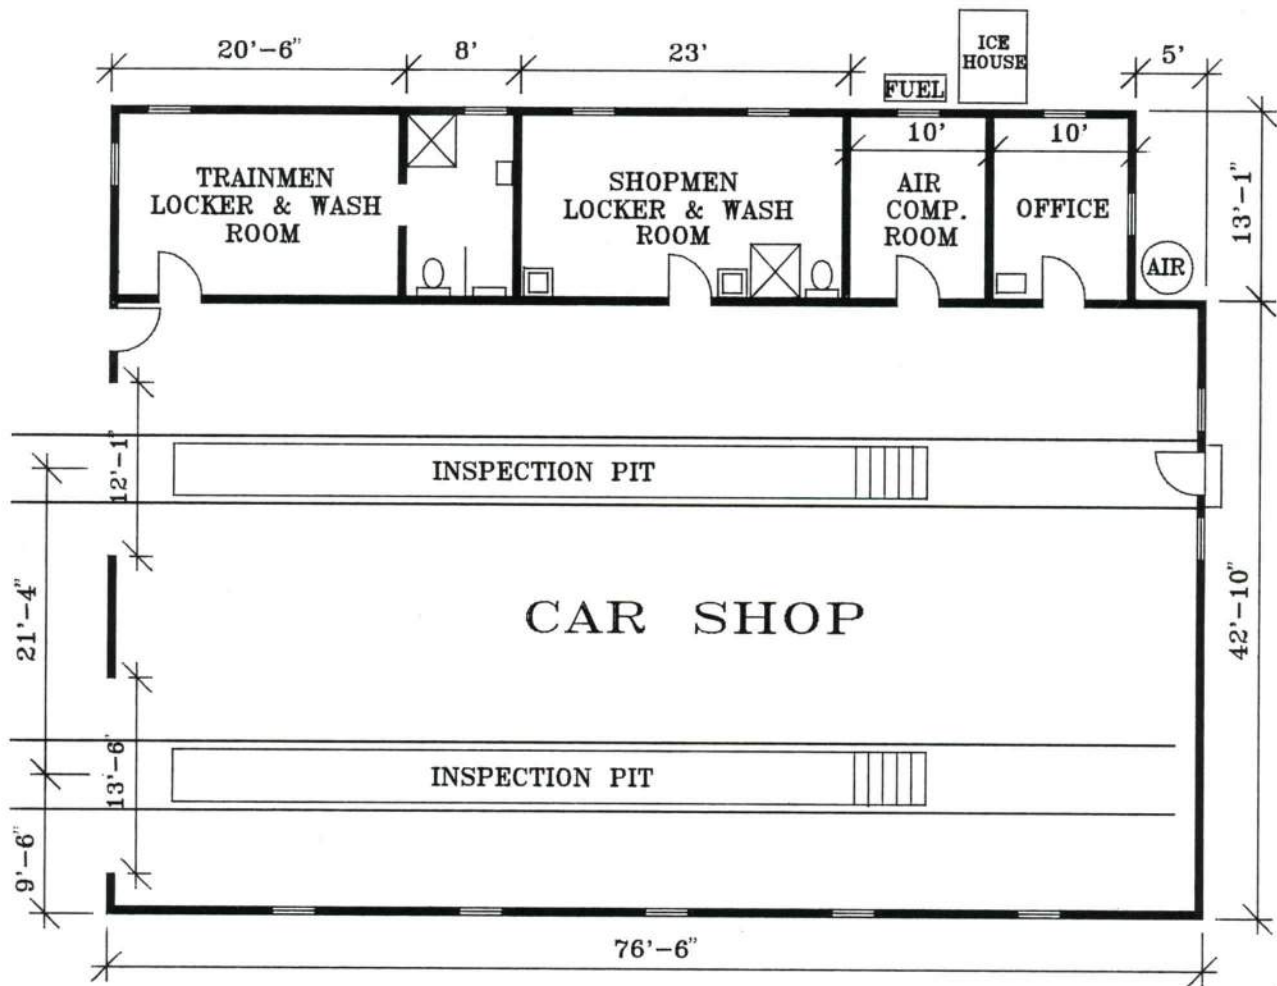 20'-6"
8'
23'
ICE
HOUSE
5'
FUEL
10'
10'
TRAINMEN
LOCKER & WASH
ROOM
SHOPMEN
LOCKER & WASH
ROOM
AIR
COMP.
ROOM
OFFICE
AIR
13'-1"
12'-1"
INSPECTION PIT
21'-4"
CAR SHOP
42'-10"
13'-6"
INSPECTION PIT
9'-6"
76'-6"